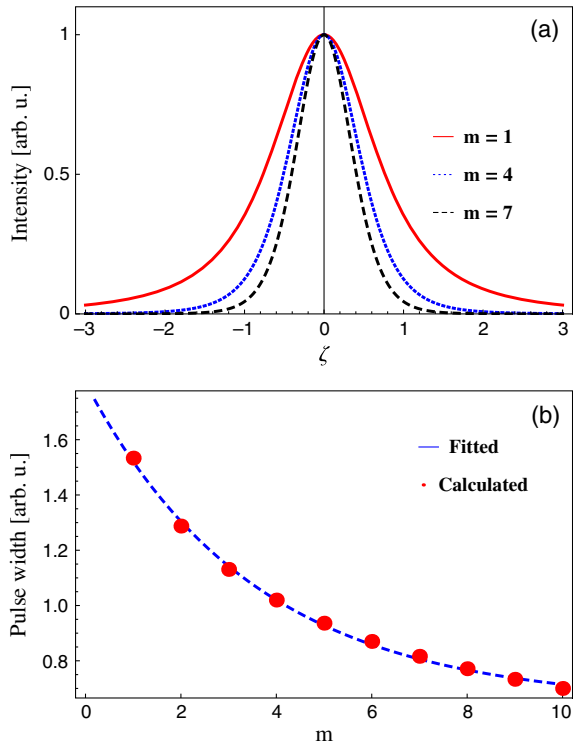 (a)
1
Intensity [arb. u.]
m = 1
0.5
m = 4
m = 7
0
−3 −2 −1 0 1 2 3
ζ
(b)
1.6
Fitted
1.4
Calculated
Pulse width [arb. u.]
1.2
1.0
0.8
0 2 4 6 8 10
m